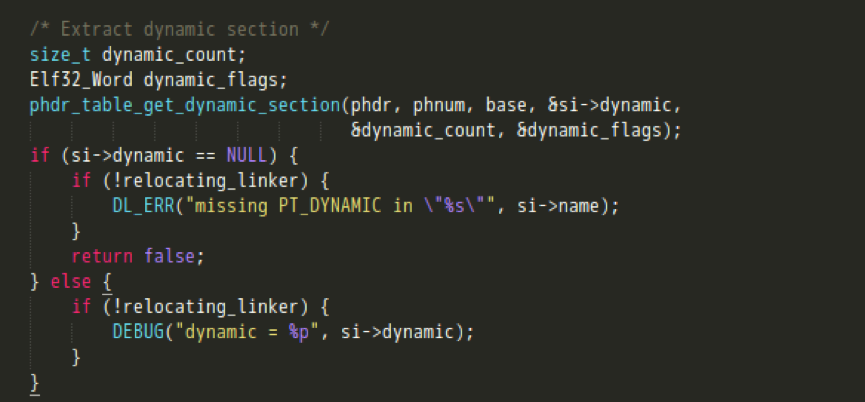 /* Extract dynamic section */
size_t dynamic_count;
Elf32_Word dynamic_flags;
phdr_table_get_dynamic_section(phdr, phnum, base, &si->dynamic,
                               &dynamic_count, &dynamic_flags);
if (si->dynamic == NULL) {
    if (!relocating_linker) {
        DL_ERR("missing PT_DYNAMIC in \"%s\"", si->name);
    }
    return false;
} else {
    if (!relocating_linker) {
        DEBUG("dynamic = %p", si->dynamic);
    }
}